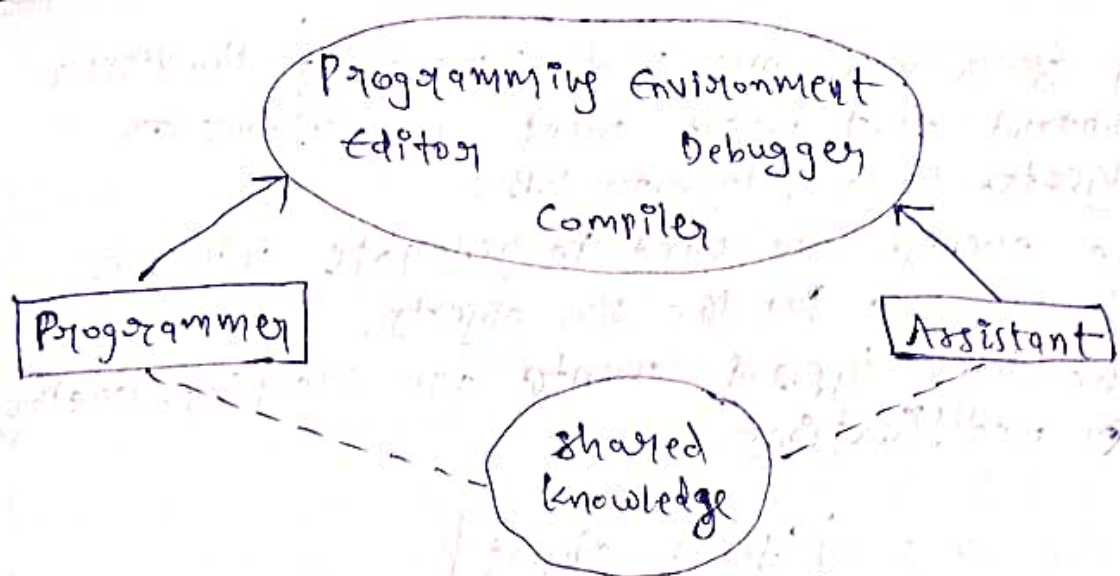 Programming Environment
Editor Debugger
Compiler
Programmer
Assistant
shared
knowledge